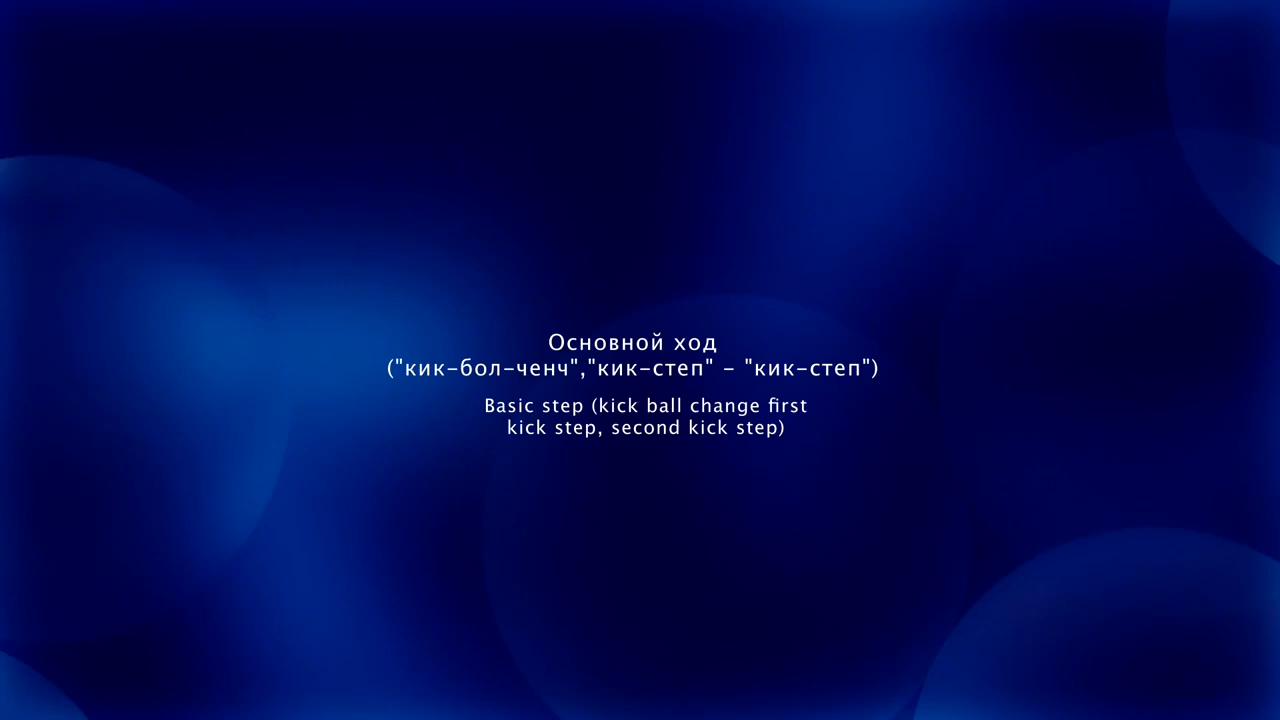 Основной ход
("кик-бол-ченч","кик-степ" - "кик-степ")
Basic step (kick ball change first
kick step, second kick step)